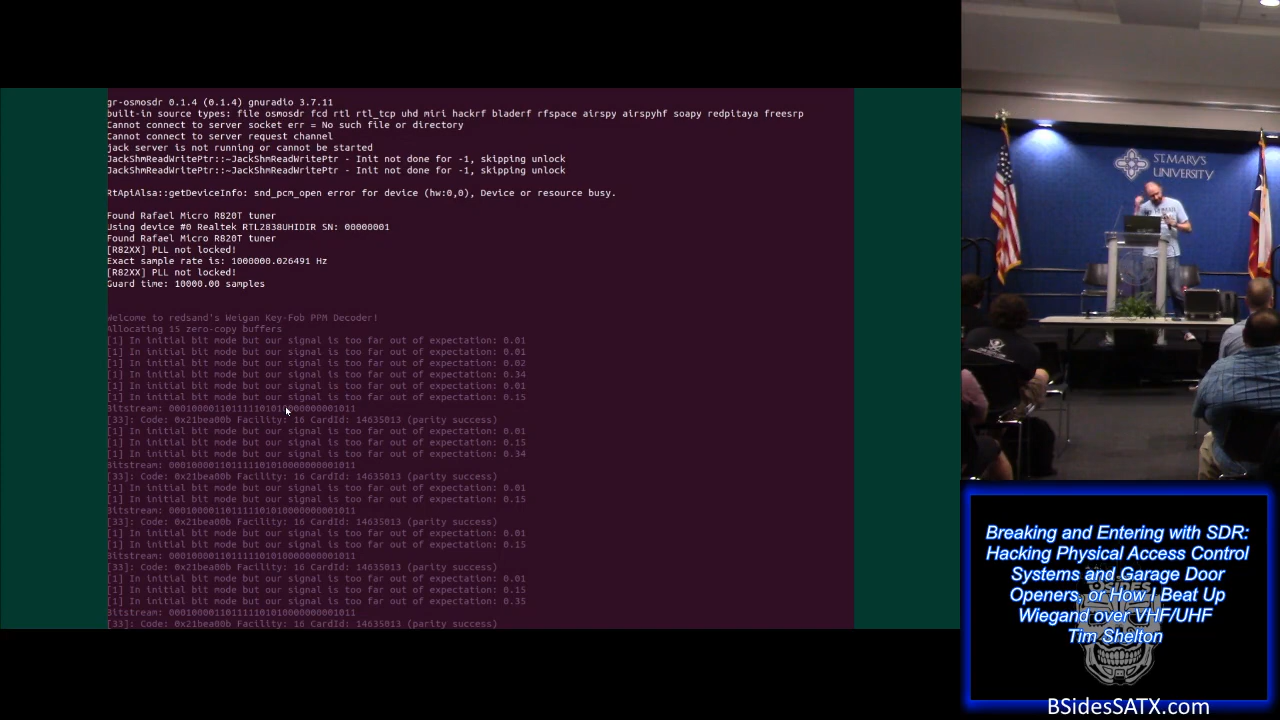 gr-osmosdr 0.1.4 (0.1.4) gnuradio 3.7.11
built-in source types: file osmosdr fcd rtl rtl_tcp uhd miri hackrf bladerf rfspace airspy airspyhf soapy redpitaya freesrp
Cannot connect to server socket err = No such file or directory
Cannot connect to server request channel
jack server is not running or cannot be started
JackShmReadWritePtr::~JackShmReadWritePtr - Init not done for -1, skipping unlock
JackShmReadWritePtr::~JackShmReadWritePtr - Init not done for -1, skipping unlock
RtApiAlsa::getDeviceInfo: snd_pcm_open error for device (hw:0,0), Device or resource busy.
Found Rafael Micro R820T tuner
Using device #0 Realtek RTL2838UHIDIR SN: 00000001
Found Rafael Micro R820T tuner
[R82XX] PLL not locked!
Exact sample rate is: 1000000.026491 Hz
[R82XX] PLL not locked!
Guard time: 10000.00 samples
Welcome to redsand's Weigan Key-Fob PPM Decoder!
Allocating 15 zero-copy buffers
[1] In initial bit mode but our signal is too far out of expectation: 0.01
[1] In initial bit mode but our signal is too far out of expectation: 0.01
[1] In initial bit mode but our signal is too far out of expectation: 0.02
[1] In initial bit mode but our signal is too far out of expectation: 0.34
[1] In initial bit mode but our signal is too far out of expectation: 0.01
[1] In initial bit mode but our signal is too far out of expectation: 0.15
Bitstream: 000100001101111101010000000001011
[33]: Code: 0x21bea00b Facility: 16 CardId: 14635013 (parity success)
[1] In initial bit mode but our signal is too far out of expectation: 0.01
[1] In initial bit mode but our signal is too far out of expectation: 0.15
[1] In initial bit mode but our signal is too far out of expectation: 0.34
Bitstream: 000100001101111101010000000001011
[33]: Code: 0x21bea00b Facility: 16 CardId: 14635013 (parity success)
[1] In initial bit mode but our signal is too far out of expectation: 0.01
[1] In initial bit mode but our signal is too far out of expectation: 0.15
Bitstream: 000100001101111101010000000001011
[33]: Code: 0x21bea00b Facility: 16 CardId: 14635013 (parity success)
[1] In initial bit mode but our signal is too far out of expectation: 0.01
[1] In initial bit mode but our signal is too far out of expectation: 0.15
Bitstream: 000100001101111101010000000001011
[33]: Code: 0x21bea00b Facility: 16 CardId: 14635013 (parity success)
[1] In initial bit mode but our signal is too far out of expectation: 0.01
[1] In initial bit mode but our signal is too far out of expectation: 0.15
[1] In initial bit mode but our signal is too far out of expectation: 0.35
Bitstream: 000100001101111101010000000001011
[33]: Code: 0x21bea00b Facility: 16 CardId: 14635013 (parity success)
ST.MARY'S
UNIVERSITY
Breaking and Entering with SDR:
Hacking Physical Access Control
Systems and Garage Door
Openers, or How I Beat Up
Wiegand over VHF/UHF
Tim Shelton
BSidesSATX.com